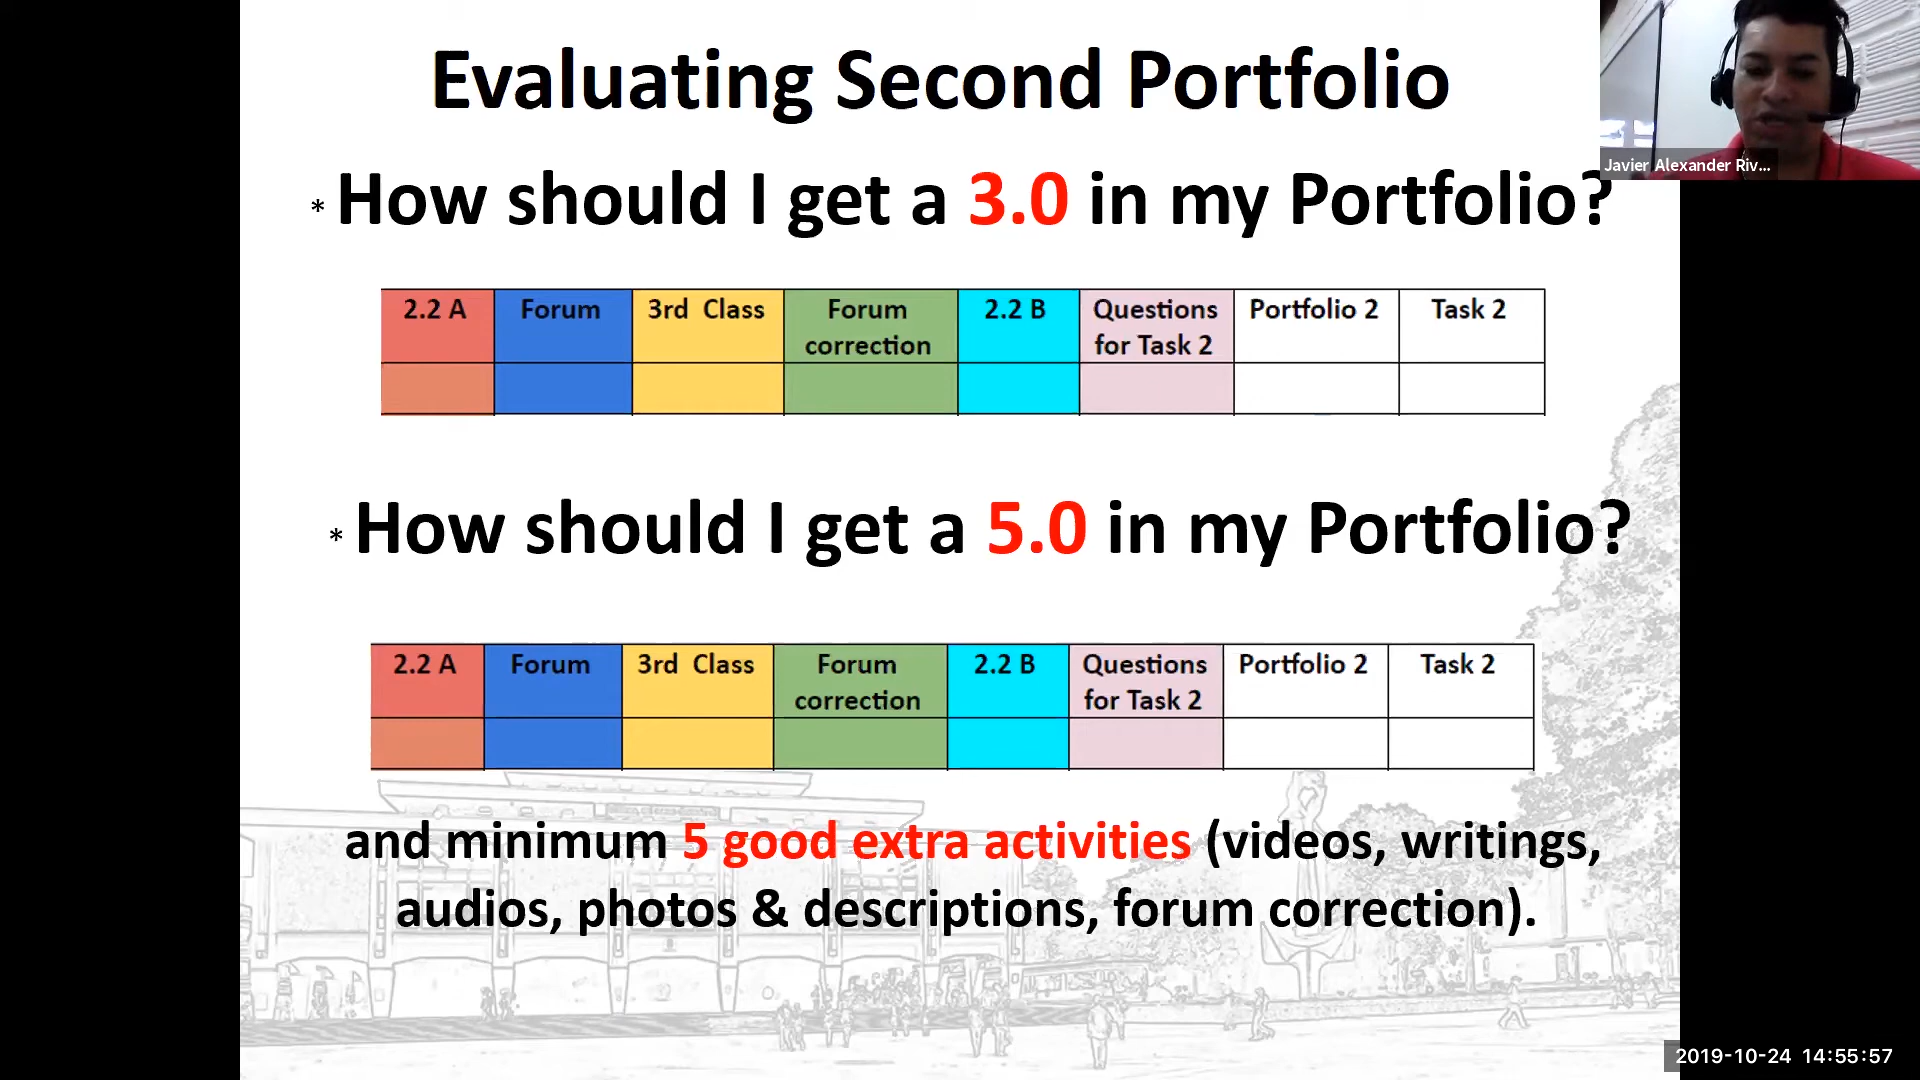 Evaluating Second Portfolio
Javier Alexander Riv...
* How should I get a 3.0 in my Portfolio?
2.2 A Forum 3rd Class Forum correction 2.2 B Questions for Task 2 Portfolio 2 Task 2
* How should I get a 5.0 in my Portfolio?
2.2 A Forum 3rd Class Forum correction 2.2 B Questions for Task 2 Portfolio 2 Task 2
and minimum 5 good extra activities (videos, writings,
audios, photos & descriptions, forum correction).
2019-10-24 14:55:57